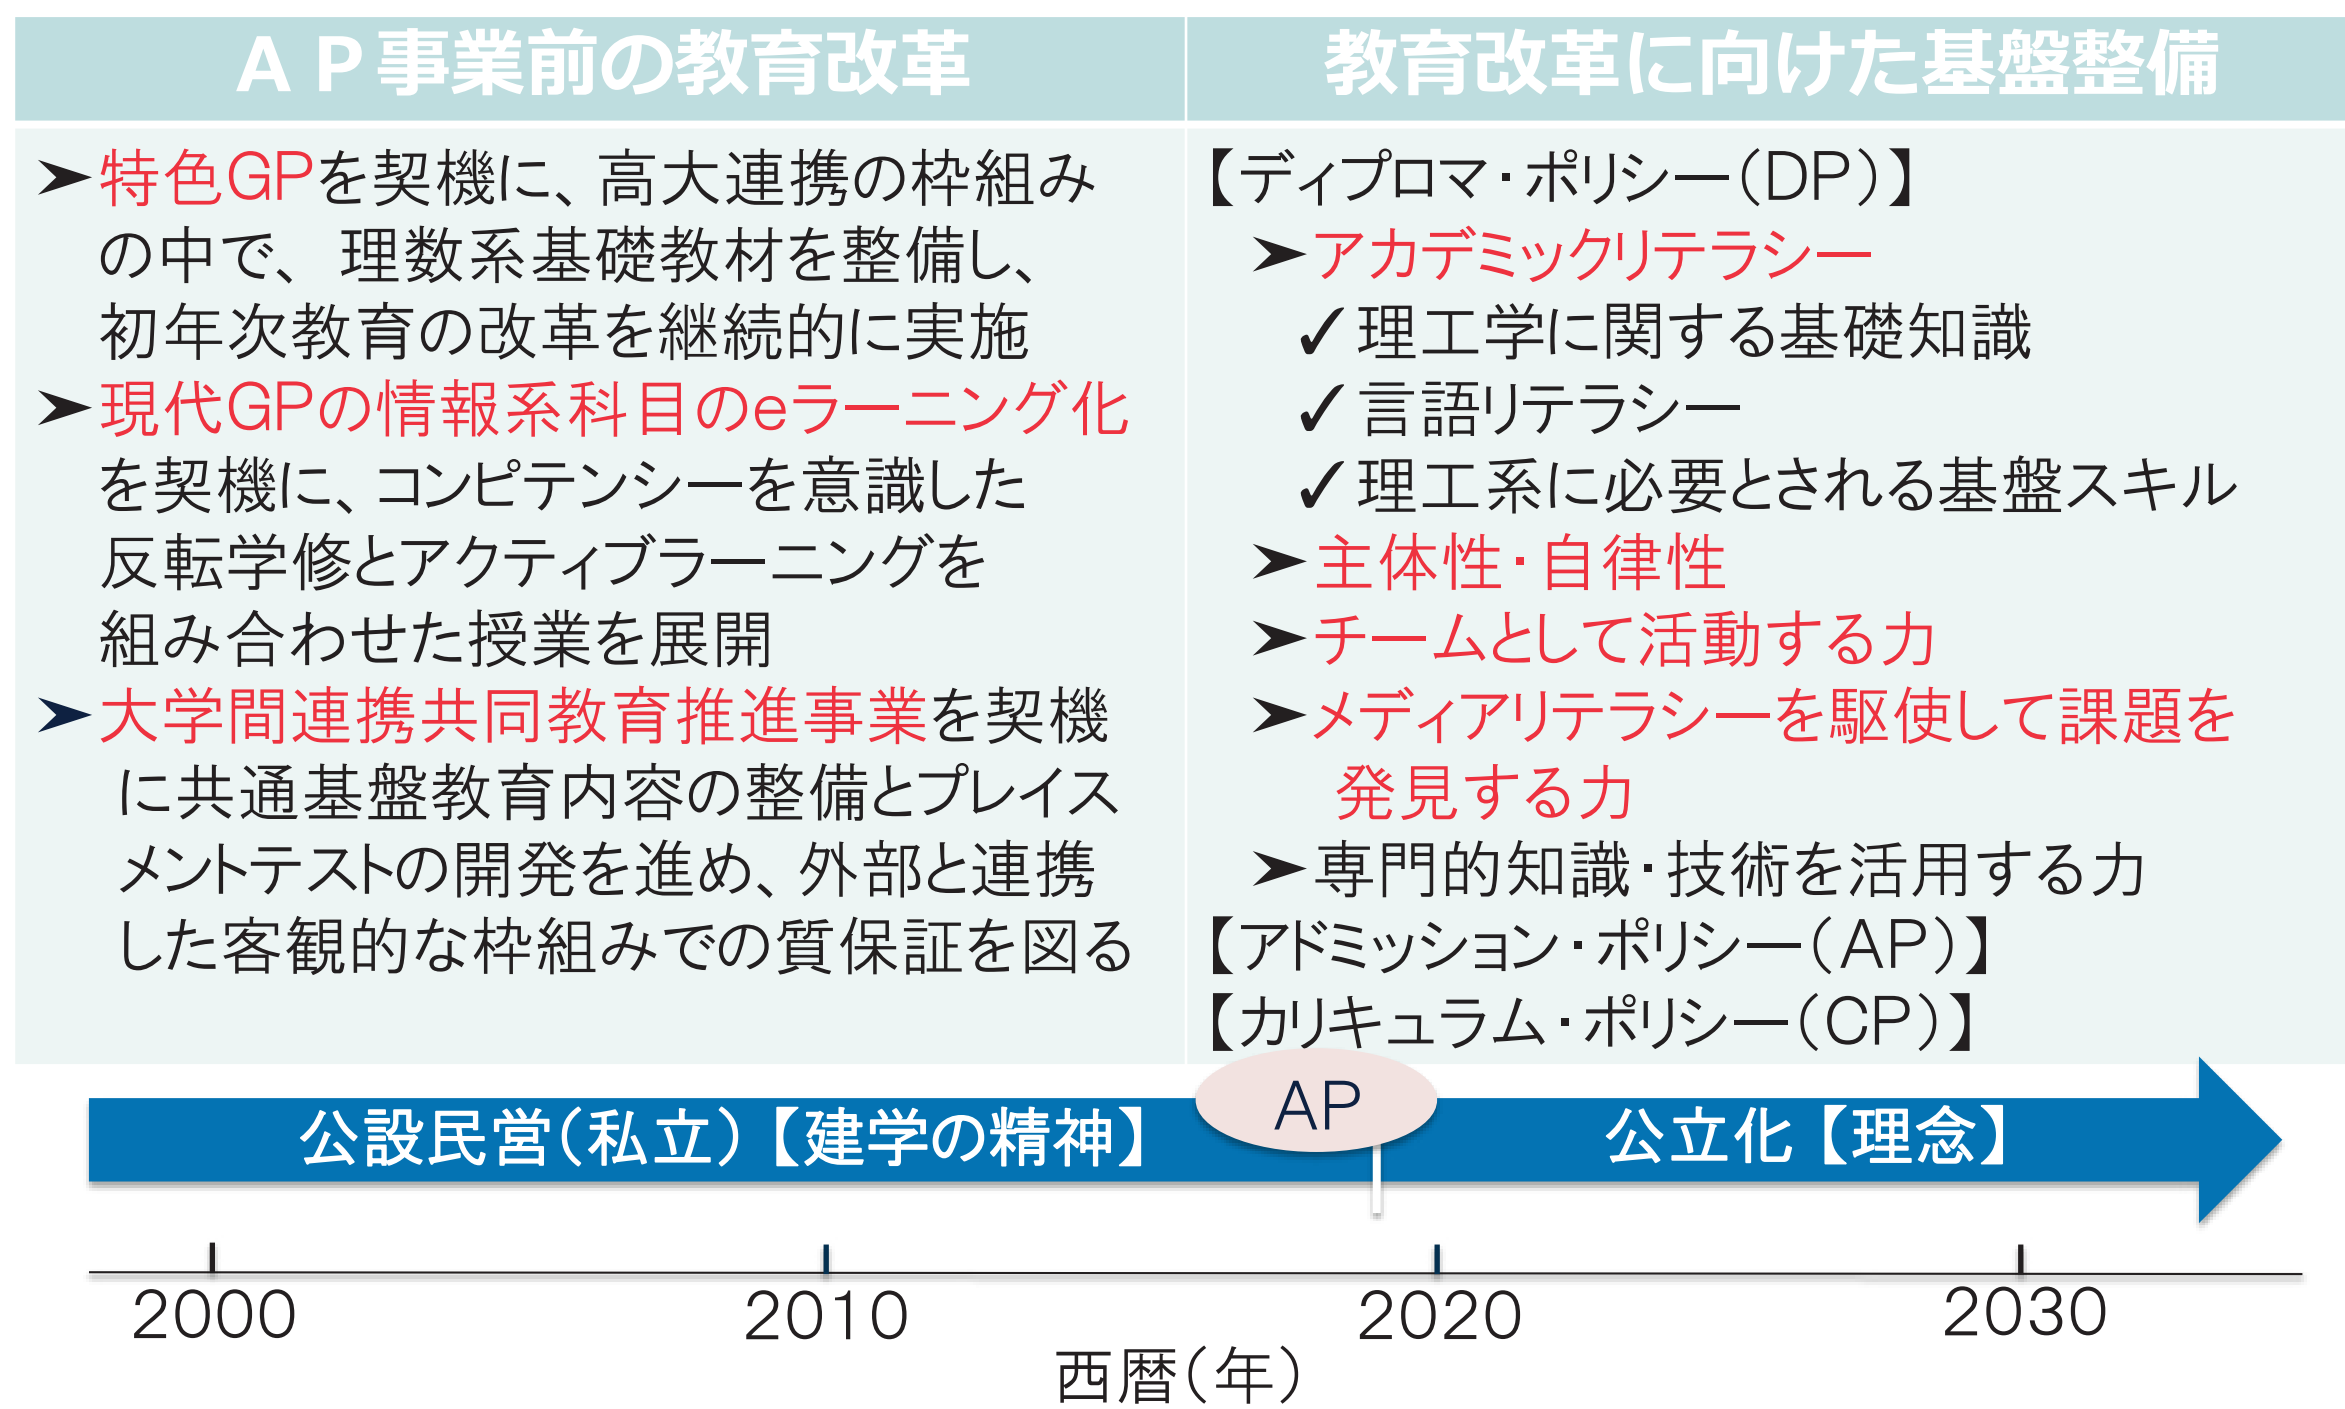 ＡＰ事業前の教育改革
➢特色GPを契機に、高大連携の枠組み
の中で、理数系基礎教材を整備し、
初年次教育の改革を継続的に実施
➢現代GPの情報系科目のeラーニング化
を契機に、コンピテンシーを意識した
反転学修とアクティブラーニングを
組み合わせた授業を展開
➢大学間連携共同教育推進事業を契機
に共通基盤教育内容の整備とプレイス
メントテストの開発を進め、外部と連携
した客観的な枠組みでの質保証を図る
教育改革に向けた基盤整備
【ディプロマ・ポリシー（DP）】
➢アカデミックリテラシー
✓理工学に関する基礎知識
✓言語リテラシー
✓理工系に必要とされる基盤スキル
➢主体性・自律性
➢チームとして活動する力
➢メディアリテラシーを駆使して課題を
発見する力
➢専門的知識・技術を活用する力
【アドミッション・ポリシー（AP）】
【カリキュラム・ポリシー（CP）】
公設民営（私立）【建学の精神】
AP
公立化【理念】
2000
2010
2020
2030
西暦（年）